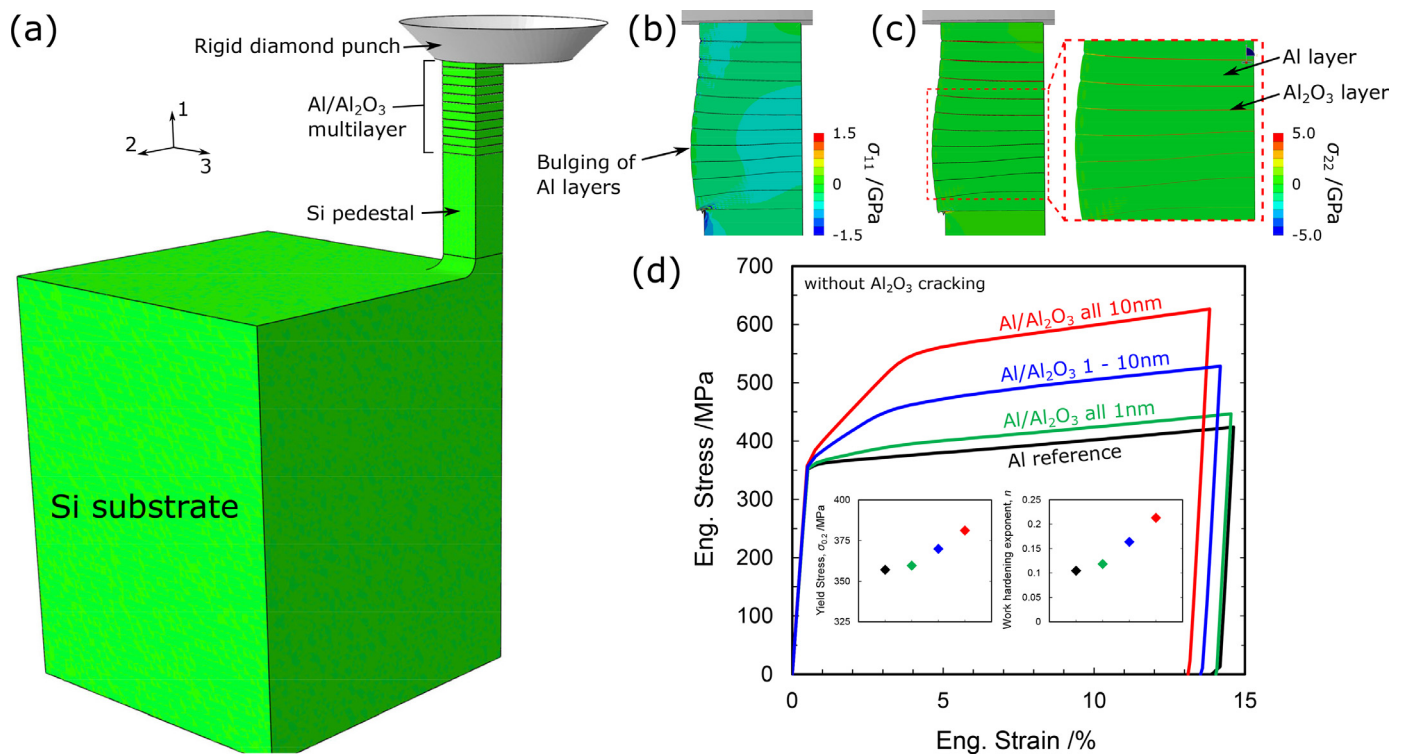 (a)
Rigid diamond punch
Al/Al₂O₃
multilayer
1
2
3
Si pedestal
Si substrate
(b)
Bulging of
Al layers
σ₁₁ /GPa
1.5
0
-1.5
(c)
Al layer
Al₂O₃ layer
σ₂₂ /GPa
5.0
0
-5.0
(d)
without Al₂O₃ cracking
Al/Al₂O₃ all 10nm
Al/Al₂O₃ 1 - 10nm
Al/Al₂O₃ all 1nm
Al reference
Eng. Stress /MPa
700
600
500
400
300
200
100
0
Yield Stress, σ₀.₂ /MPa
400
375
350
325
Work hardening exponent, n
0.25
0.2
0.15
0.1
0.05
0
0
5
10
15
Eng. Strain /%